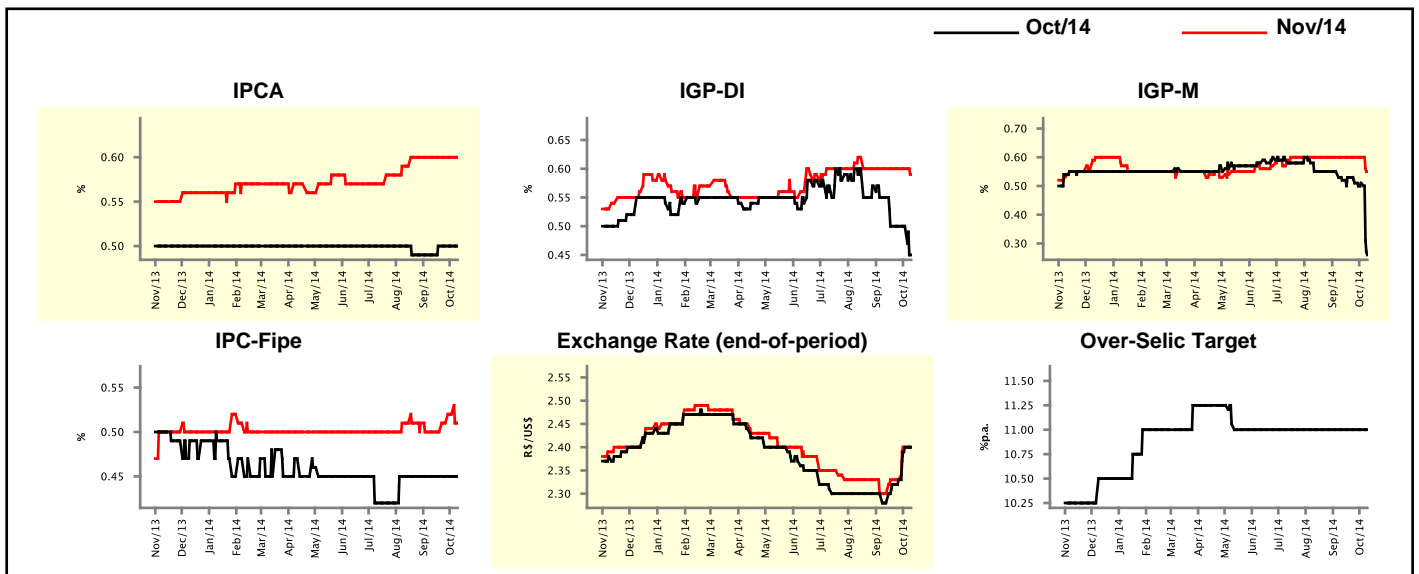 Oct/14 Nov/14
IPCA
%
0.60
0.55
0.50
Nov/13 Dec/13 Jan/14 Feb/14 Mar/14 Apr/14 May/14 Jun/14 Jul/14 Aug/14 Sep/14 Oct/14
IGP-DI
%
0.65
0.60
0.55
0.50
0.45
Nov/13 Dec/13 Jan/14 Feb/14 Mar/14 Apr/14 May/14 Jun/14 Jul/14 Aug/14 Sep/14 Oct/14
IGP-M
%
0.70
0.60
0.50
0.40
0.30
Nov/13 Dec/13 Jan/14 Feb/14 Mar/14 Apr/14 May/14 Jun/14 Jul/14 Aug/14 Sep/14 Oct/14
IPC-Fipe
%
0.55
0.50
0.45
Nov/13 Dec/13 Jan/14 Feb/14 Mar/14 Apr/14 May/14 Jun/14 Jul/14 Aug/14 Sep/14 Oct/14
Exchange Rate (end-of-period)
R$/US$
2.55
2.50
2.45
2.40
2.35
2.30
Nov/13 Dec/13 Jan/14 Feb/14 Mar/14 Apr/14 May/14 Jun/14 Jul/14 Aug/14 Sep/14 Oct/14
Over-Selic Target
%p.a.
11.50
11.25
11.00
10.75
10.50
10.25
Nov/13 Dec/13 Jan/14 Feb/14 Mar/14 Apr/14 May/14 Jun/14 Jul/14 Aug/14 Sep/14 Oct/14